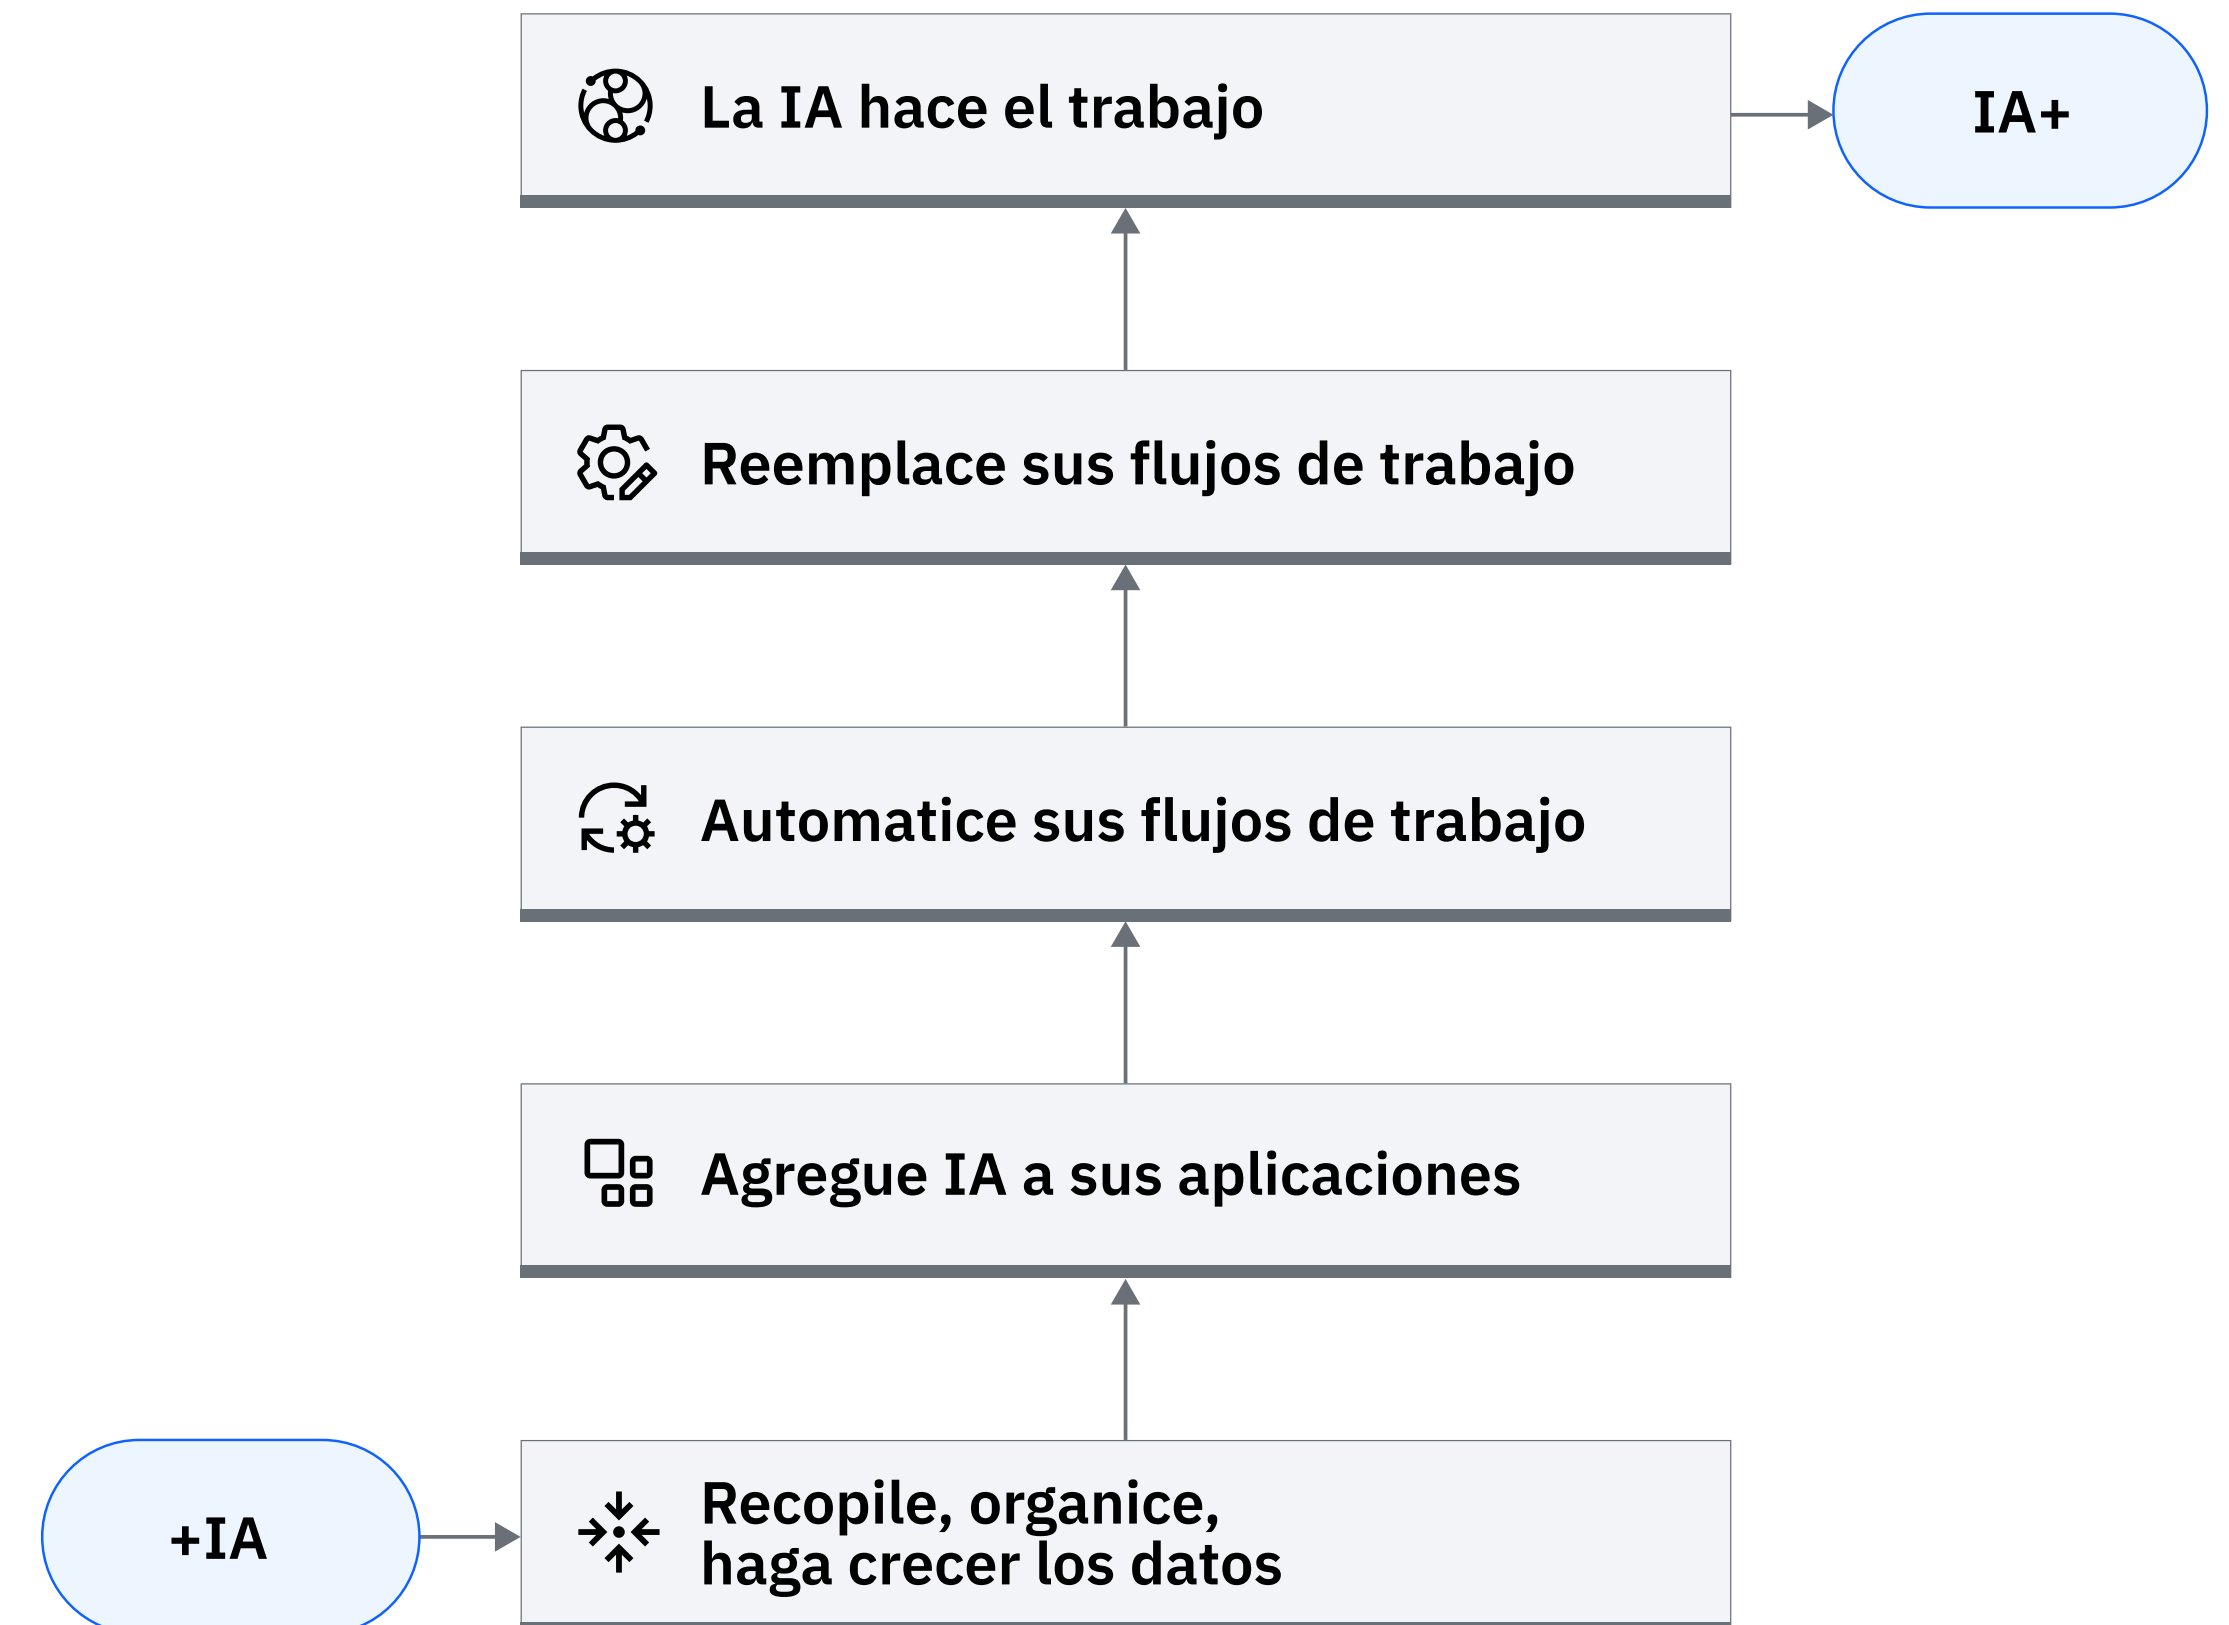 La IA hace el trabajo
IA+
Reemplace sus flujos de trabajo
Automatice sus flujos de trabajo
Agregue IA a sus aplicaciones
+IA
Recopile, organice,
haga crecer los datos